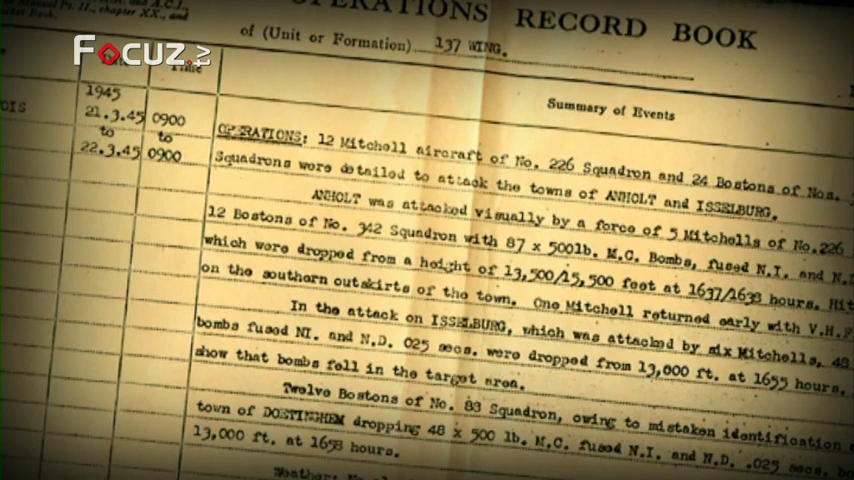 OPERATIONS RECORD BOOK
of (Unit or Formation) 137 WING.
Focuz.tv
Summary of Events
Time
1945
21.3.45 0900
to to
22.3.45 0900
OIS
OPERATIONS: 12 Mitchell aircraft of No. 226 Squadron and 24 Bostons of Nos.
Squadrons were detailed to attack the towns of ANHOLT and ISSELBURG.
ANHOLT was attacked visually by a force of 5 Mitchells of No.226
12 Bostons of No. 342 Squadron with 87 x 500lb. M.C. Bombs, fused N.I. and N.D.
which were dropped from a height of 13,500/15,500 feet at 1637/1638 hours. Hit
on the southern outskirts of the town. One Mitchell returned early with V.H.F
In the attack on ISSELBURG, which was attacked by six Mitchells, 48
bombs fused NI. and N.D. .025 secs. were dropped from 13,000 ft. at 1655 hours.
show that bombs fell in the target area.
Twelve Bostons of No. 88 Squadron, owing to mistaken identification
town of DOETINGHEM dropping 48 x 500 lb. M.C. fused N.I. and N.D. .025 secs. bo
13,000 ft. at 1658 hours.
Weather: